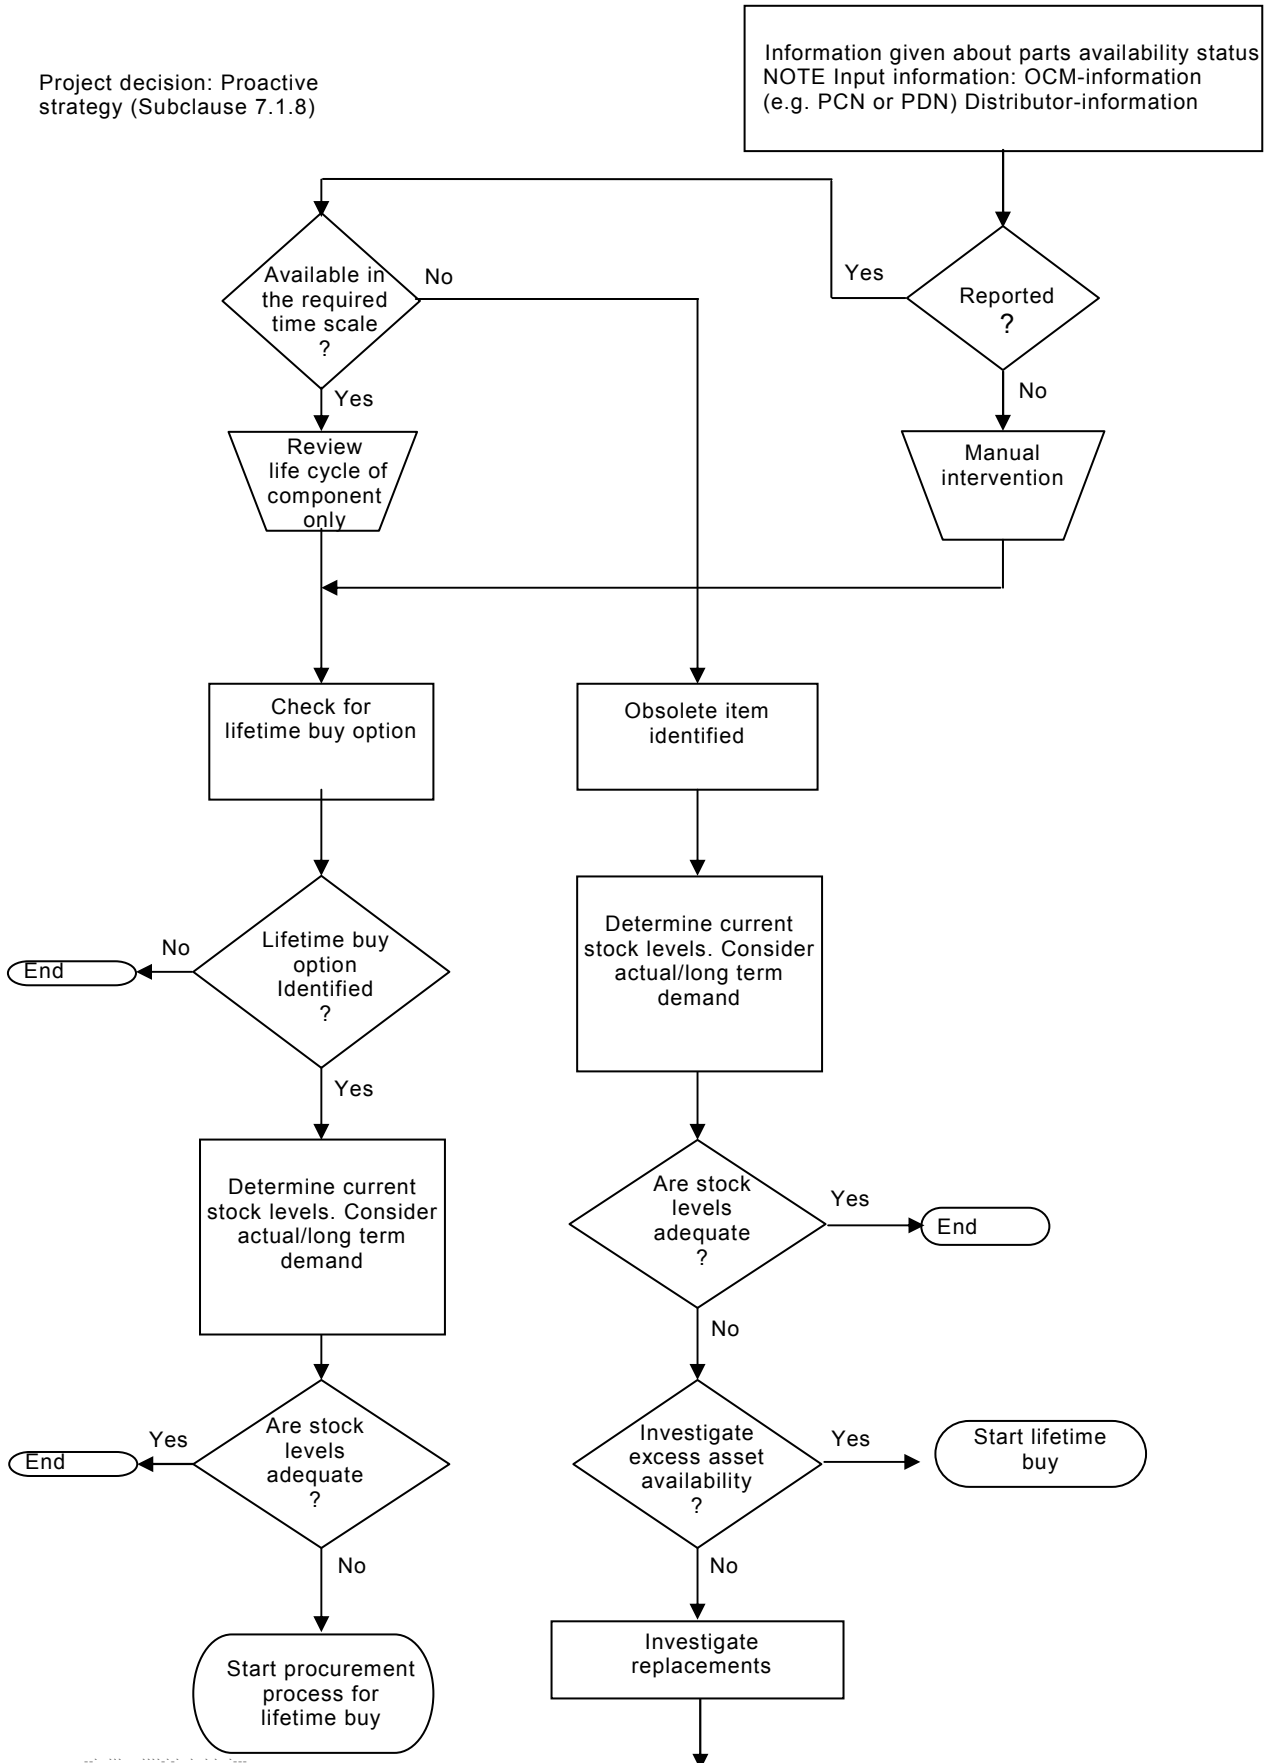 Project decision: Proactive
strategy (Subclause 7.1.8)
Information given about parts availability status
NOTE Input information: OCM-information
(e.g. PCN or PDN) Distributor-information
Available in
the required
time scale
?
No
Yes
Reported
?
Yes
No
Review
life cycle of
component
only
Manual
intervention
Check for
lifetime buy option
Obsolete item
identified
Lifetime buy
option
Identified
?
No
End
Yes
Determine current
stock levels. Consider
actual/long term
demand
Determine current
stock levels. Consider
actual/long term
demand
Are stock
levels
adequate
?
Yes
End
No
Are stock
levels
adequate
?
Yes
End
No
Investigate
excess asset
availability
?
Yes
Start lifetime
buy
No
Start procurement
process for
lifetime buy
Investigate
replacements